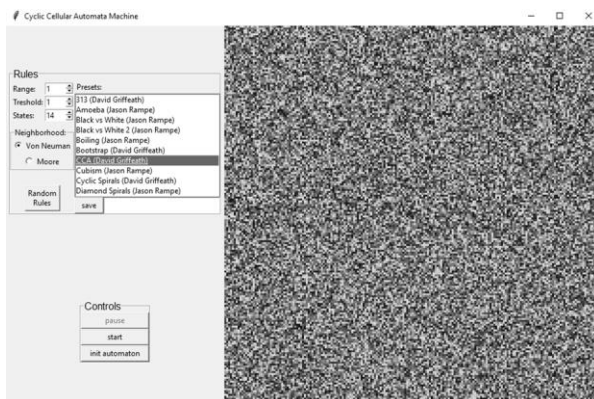 Cyclic Cellular Automata Machine
Rules
Range: 1
Treshold: 1
States: 14
Neighborhood:
Von Neuman
Moore
Random
Rules
Presets:
313 (David Griffeath)
Amoeba (Jason Rampe)
Black vs White (Jason Rampe)
Black vs White 2 (Jason Rampe)
Boiling (Jason Rampe)
Bootstrap (David Griffeath)
CCA (David Griffeath)
Cubism (Jason Rampe)
Cyclic Spirals (David Griffeath)
Diamond Spirals (Jason Rampe)
save
Controls
pause
start
init automaton